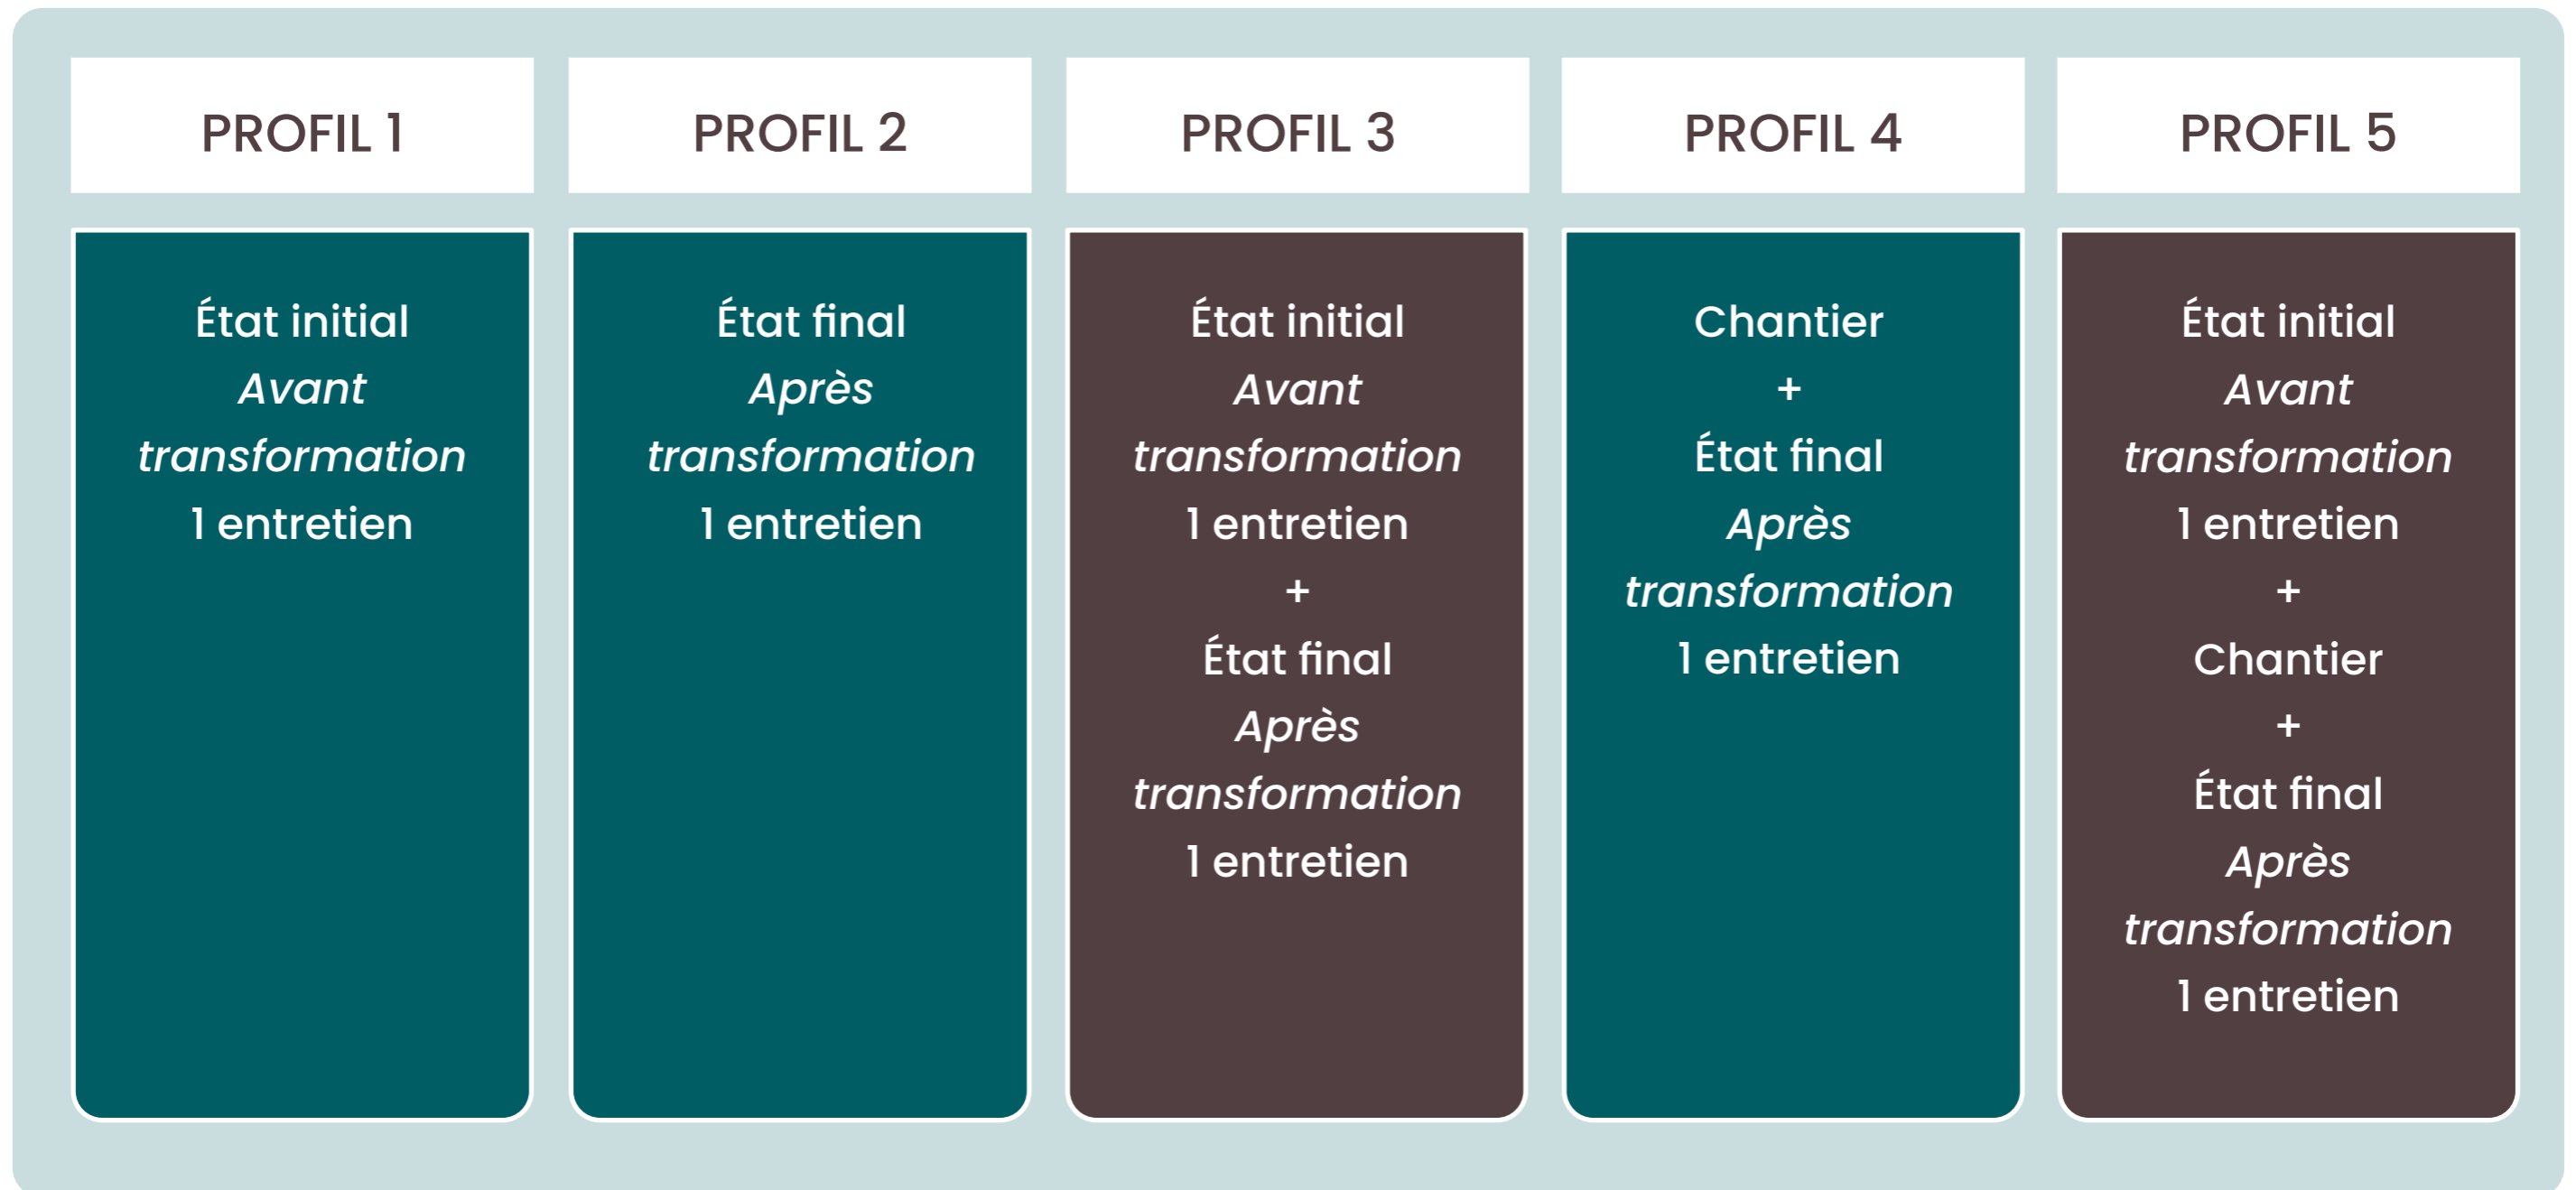 PROFIL 1
État initial
Avant
transformation
1 entretien
PROFIL 2
État final
Après
transformation
1 entretien
PROFIL 3
État initial
Avant
transformation
1 entretien
+
État final
Après
transformation
1 entretien
PROFIL 4
Chantier
+
État final
Après
transformation
1 entretien
PROFIL 5
État initial
Avant
transformation
1 entretien
+
Chantier
+
État final
Après
transformation
1 entretien